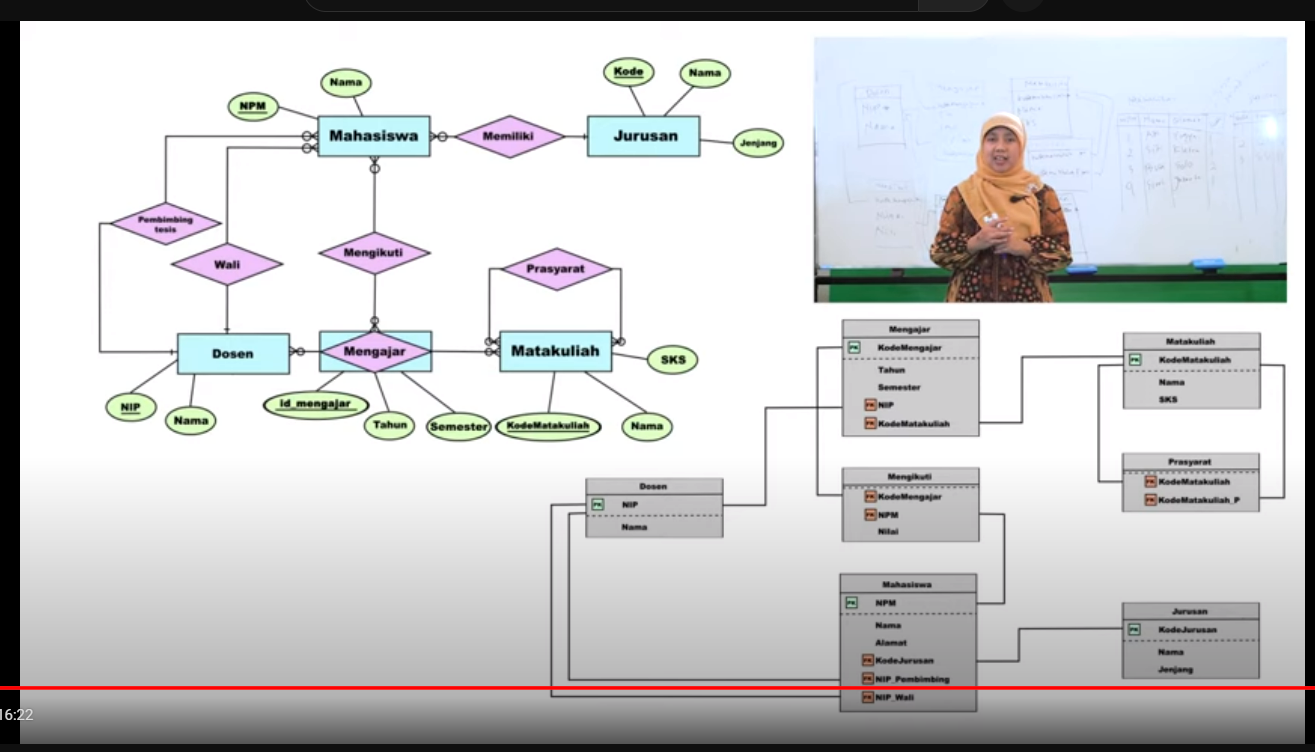 Nama
NPM
Mahasiswa
Memiliki
Kode
Nama
Jurusan
Jenjang
Pembimbing
tesis
Wali
Mengikuti
Prasyarat
Dosen
Mengajar
Matakuliah
SKS
NIP
Nama
id_mengajar
Tahun
Semester
KodeMatakuliah
Nama
Mengajar
PK KodeMengajar
Tahun
Semester
FK NIP
FK KodeMatakuliah
Matakuliah
PK KodeMatakuliah
Nama
SKS
Prasyarat
FK KodeMatakuliah
FK KodeMatakuliah_P
Dosen
PK NIP
Nama
Mengikuti
FK KodeMengajar
FK NPM
Nilai
Mahasiswa
PK NPM
Nama
Alamat
FK KodeJurusan
FK NIP_Pembimbing
FK NIP_Wali
Jurusan
PK KodeJurusan
Nama
Jenjang
16:22